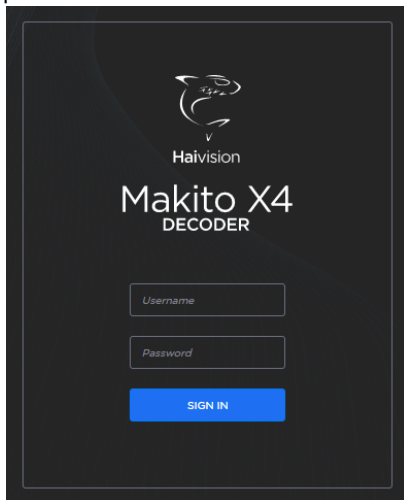 Haivision
Makito X4
DECODER
Username
Password
SIGN IN